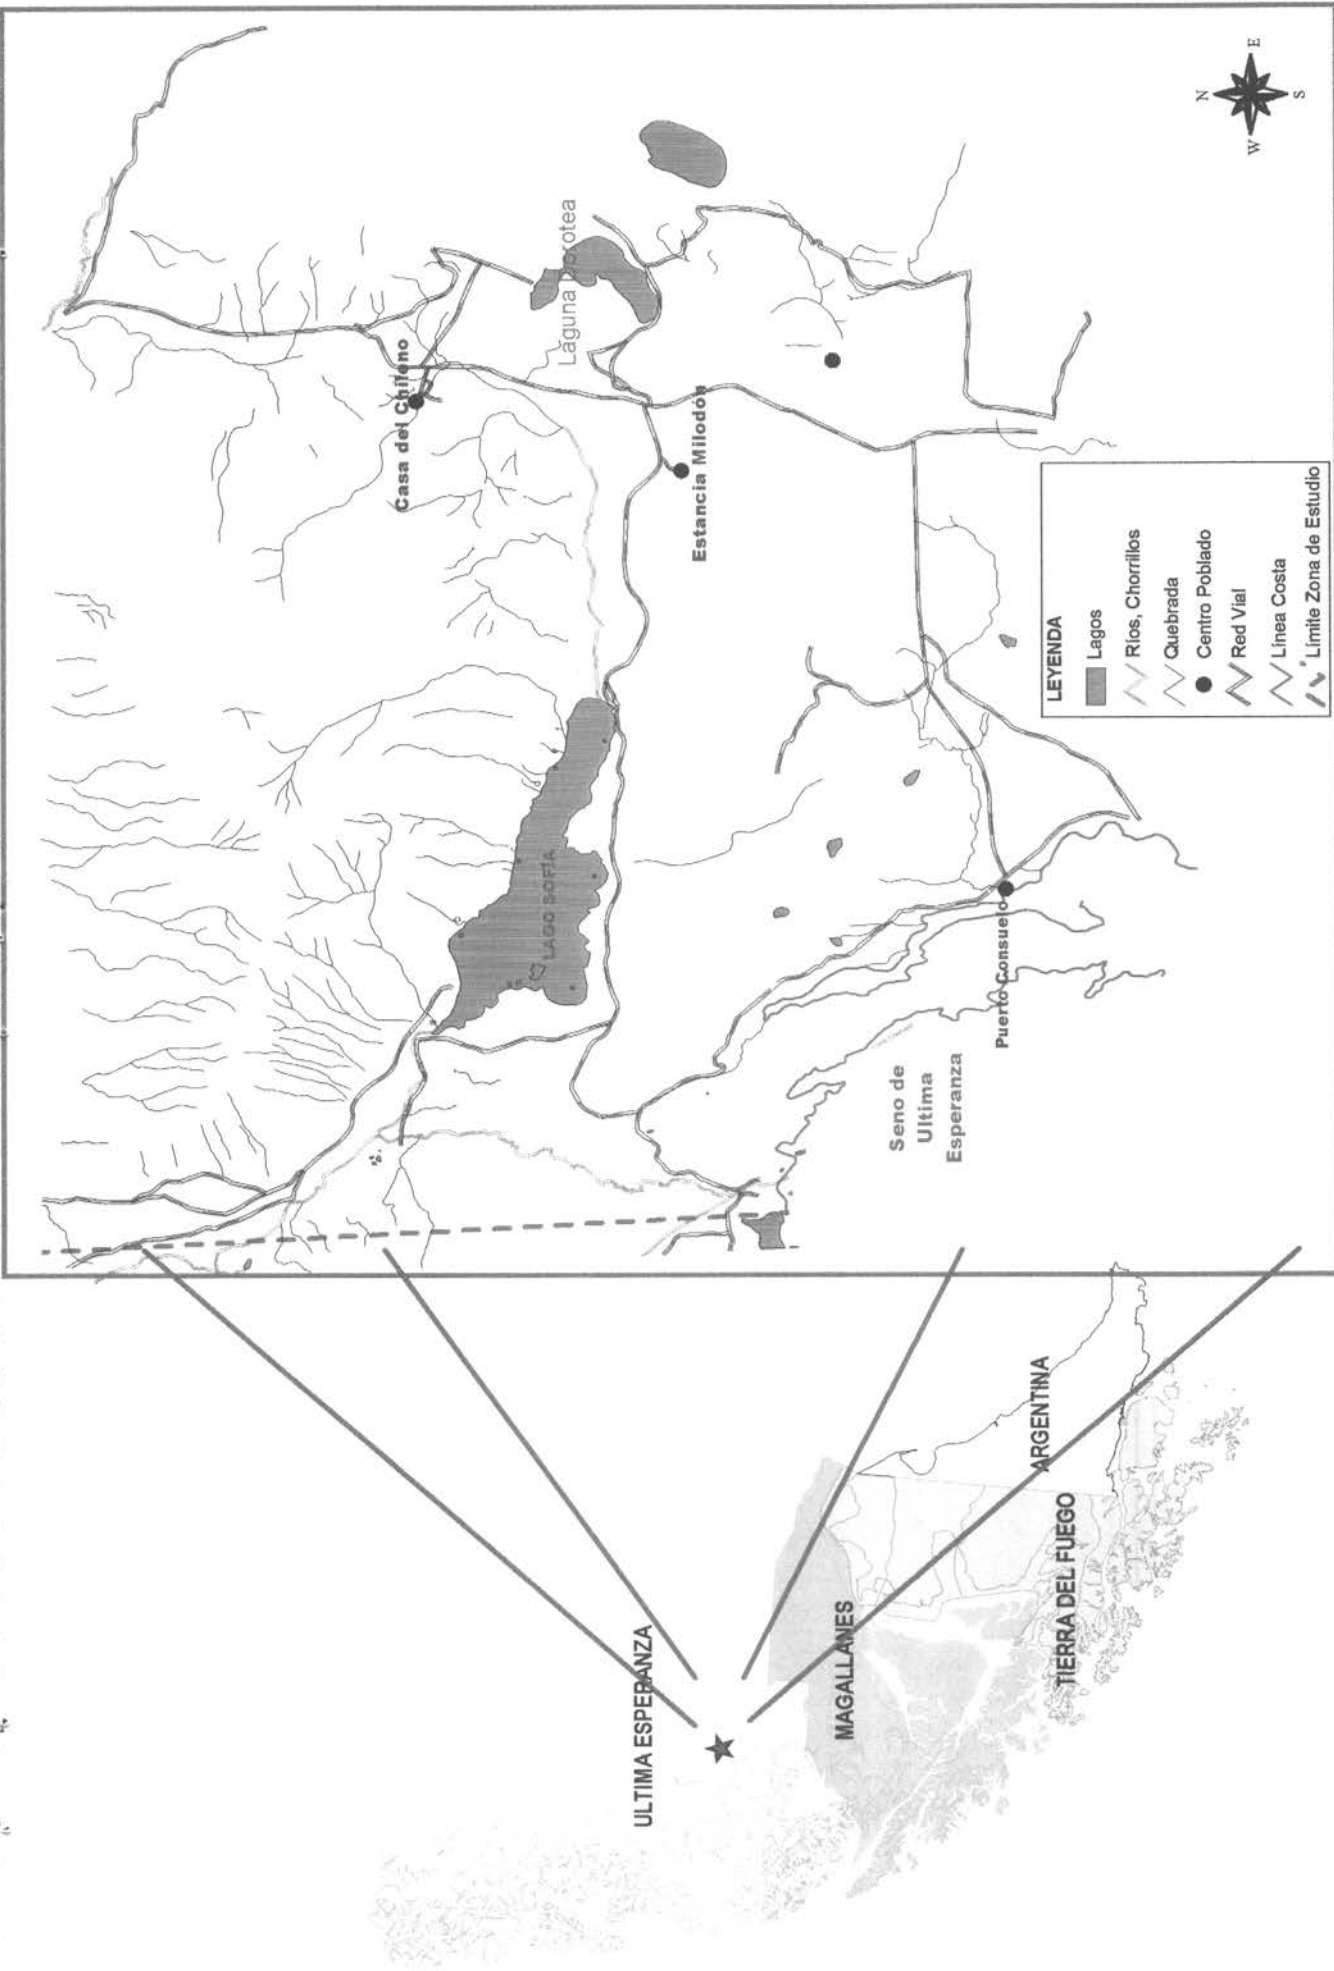 N
W
E
S
Casa del Chileno
Laguna Dorotea
Estancia Milodón
LAGO SOFIA
Puerto Consuelo
Seno de
Ultima
Esperanza
LEYENDA
Lagos
Ríos, Chorrillos
Quebrada
Centro Poblado
Red Vial
Linea Costa
Limite Zona de Estudio
ULTIMA ESPERANZA
MAGALLANES
ARGENTINA
TIERRA DEL FUEGO